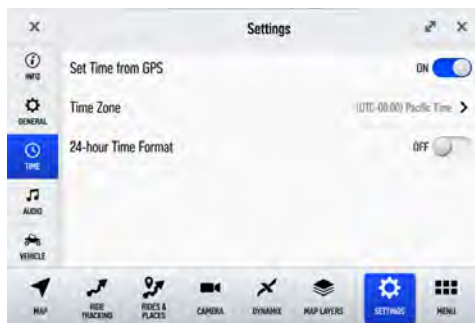 Settings
INFO
Set Time from GPS ON
GENERAL
Time Zone (UTC-00:00) Pacific Time
TIME
24-hour Time Format OFF
AUDIO
VEHICLE
MAP
RIDE TRACKING
RIDES & PLACES
CAMERA
DYNAMIX
MAP LAYERS
SETTINGS
MENU